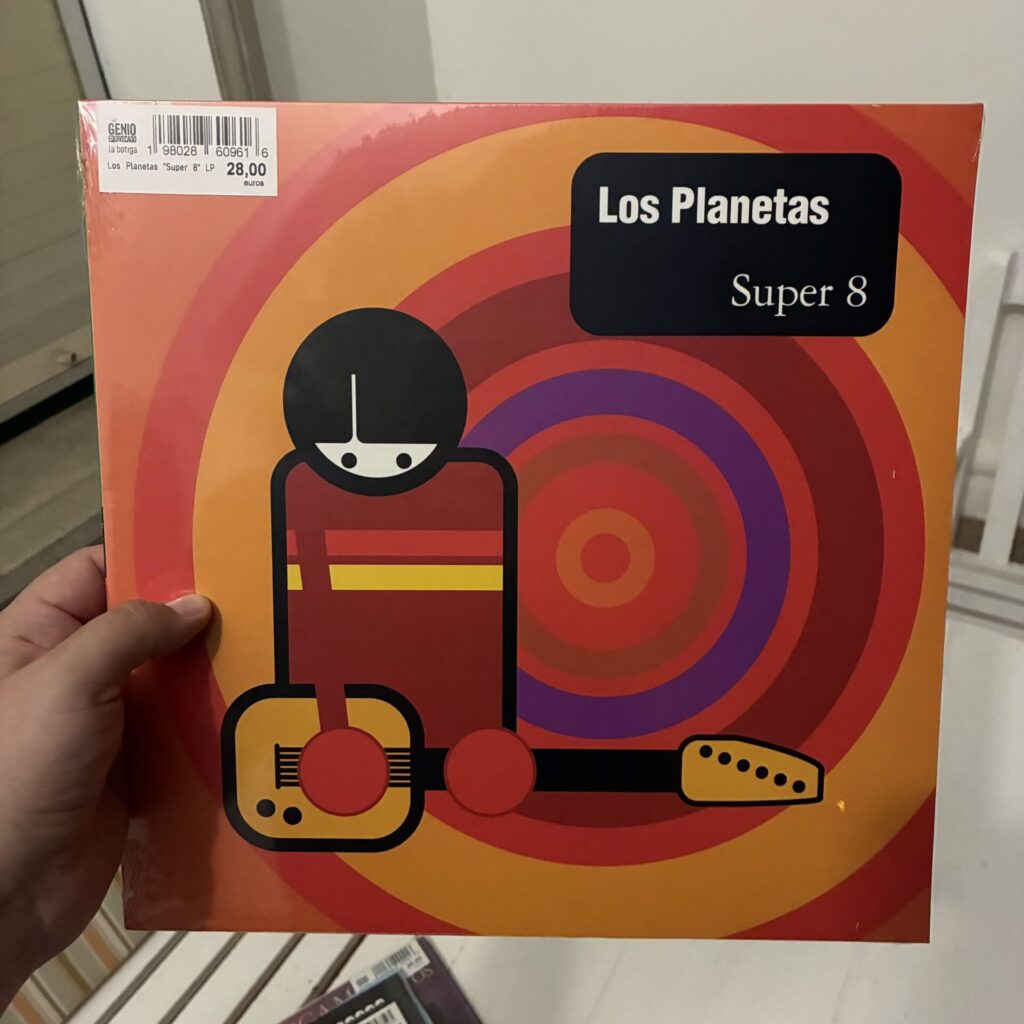 GENIO
EQUIVOCADO
la botiga
1 98028 60961 6
Los Planetas "Super 8" LP
28,00
euros
Los Planetas
Super 8